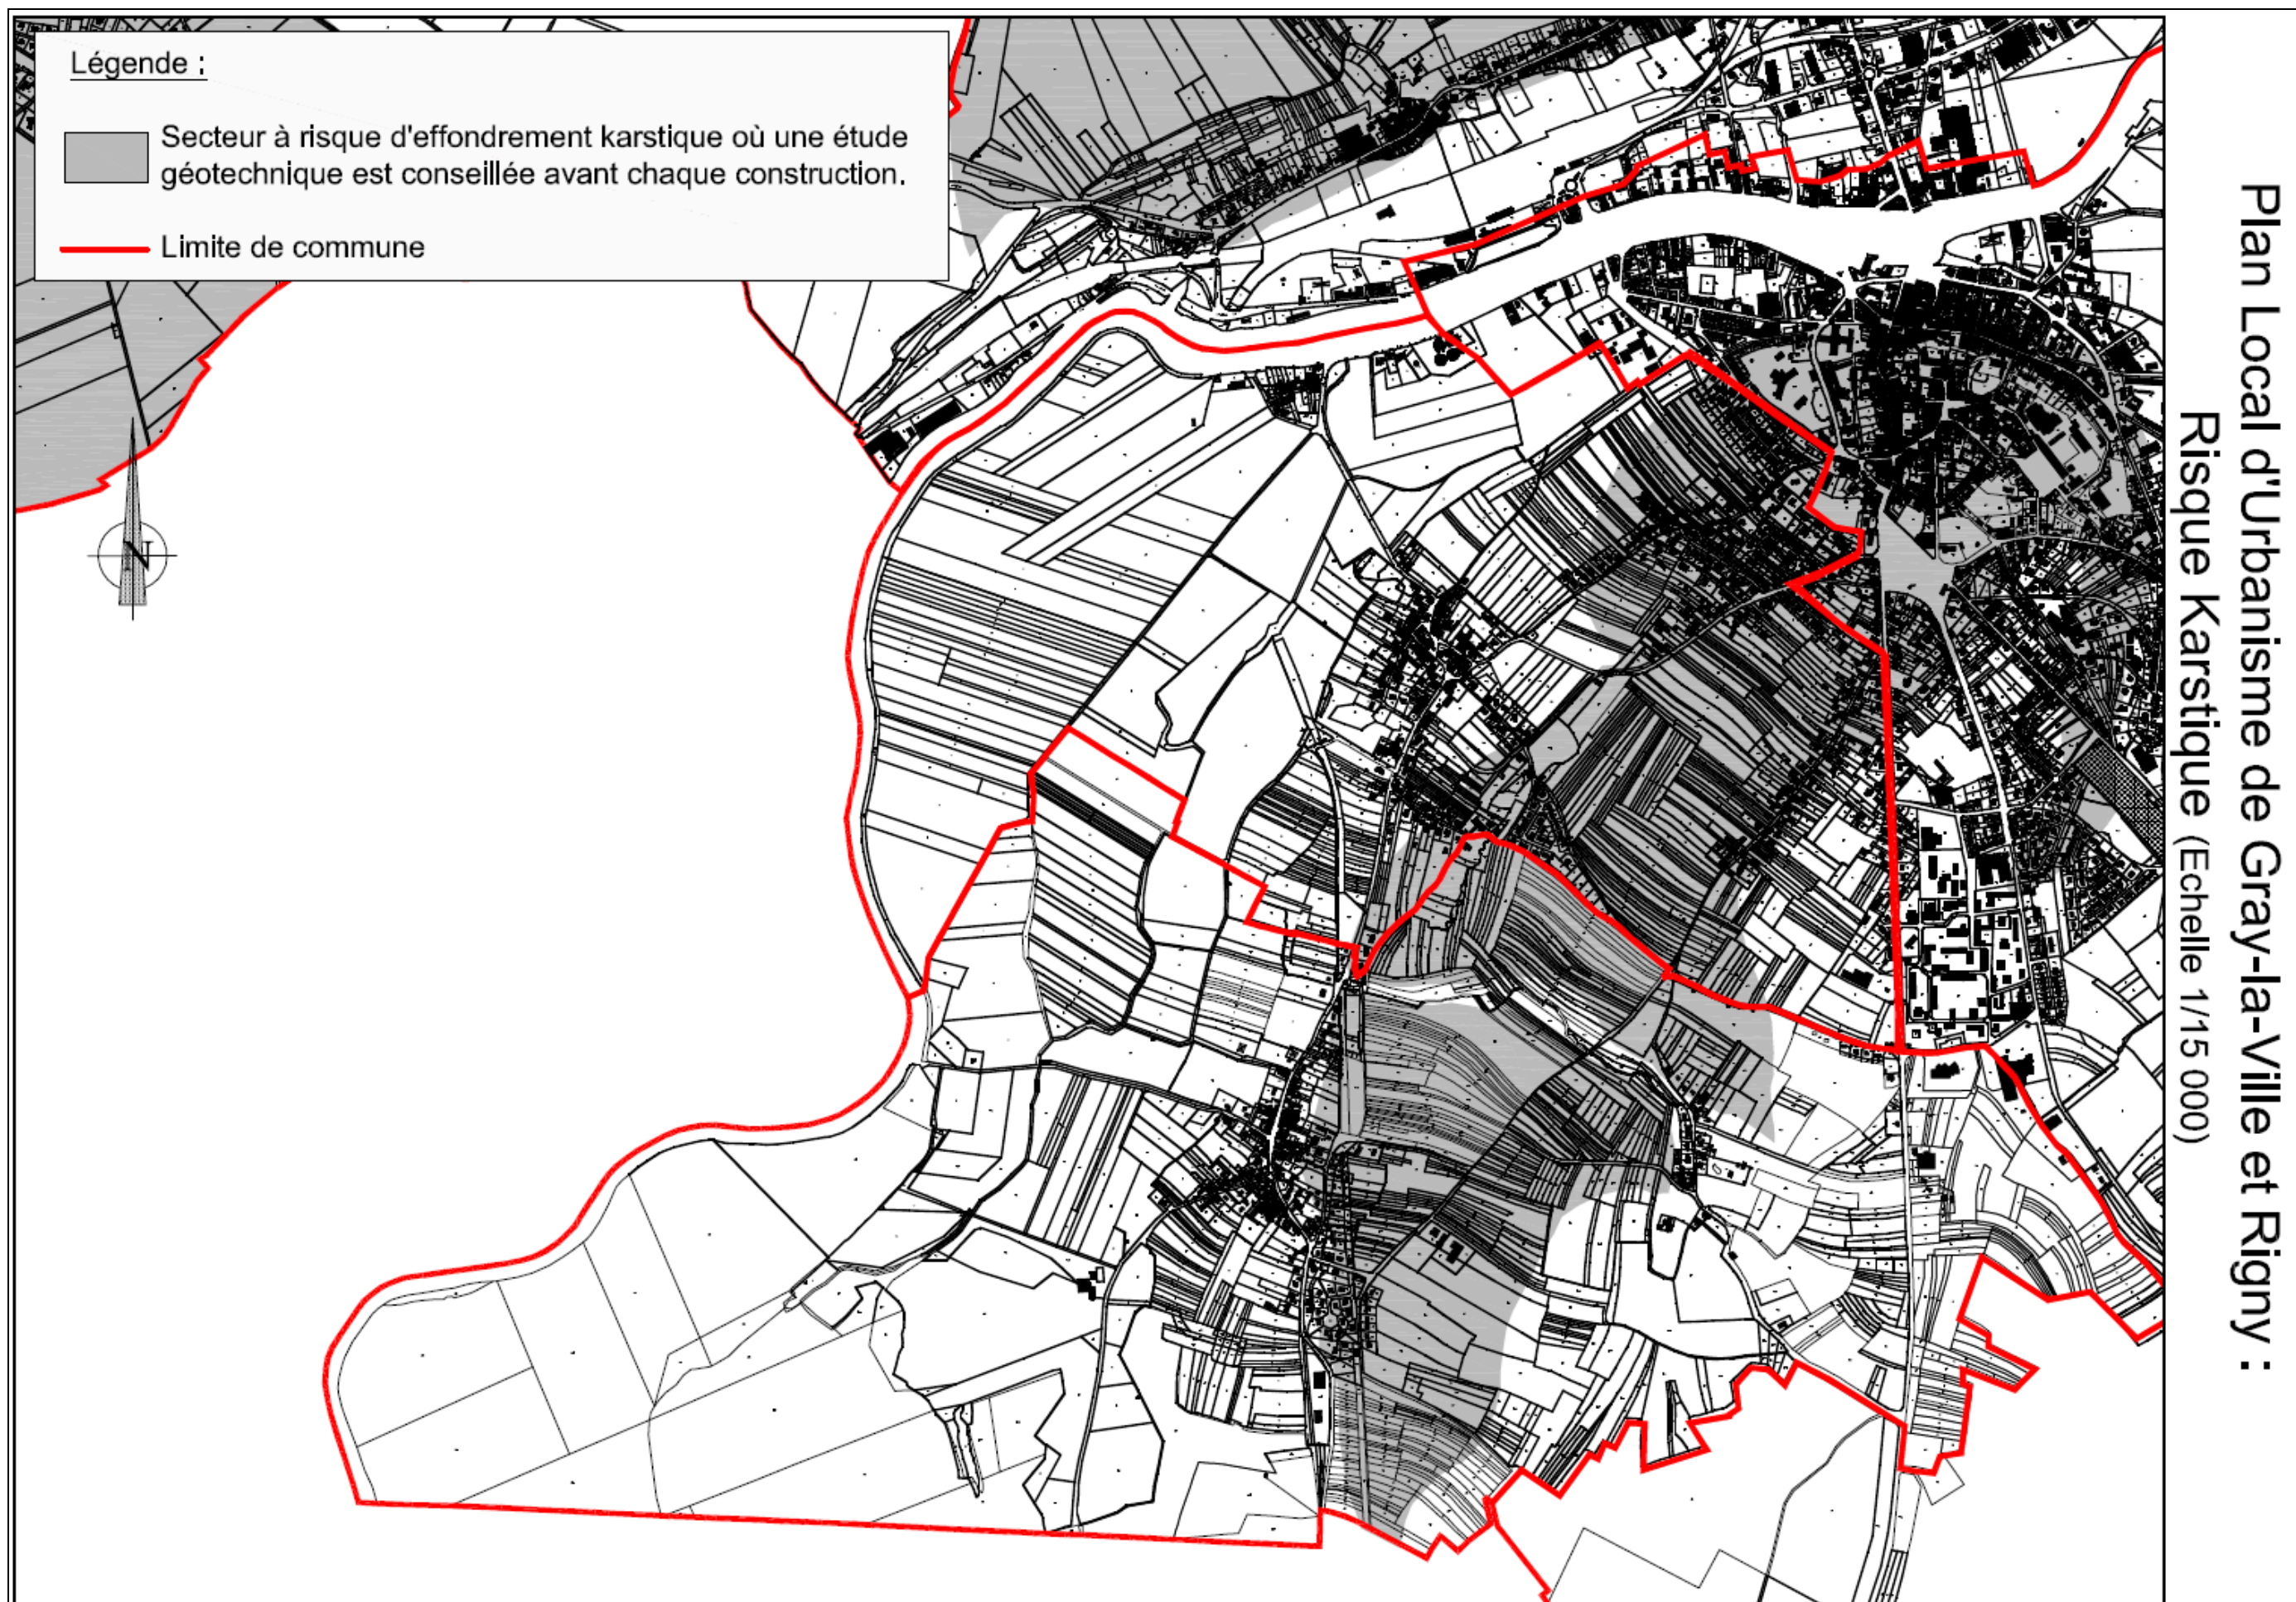 Légende :
Secteur à risque d'effondrement karstique où une étude
géotechnique est conseillée avant chaque construction.
Limite de commune
N
Plan Local d'Urbanisme de Gray-la-Ville et Rigny :
Risque Karstique (Echelle 1/15 000)